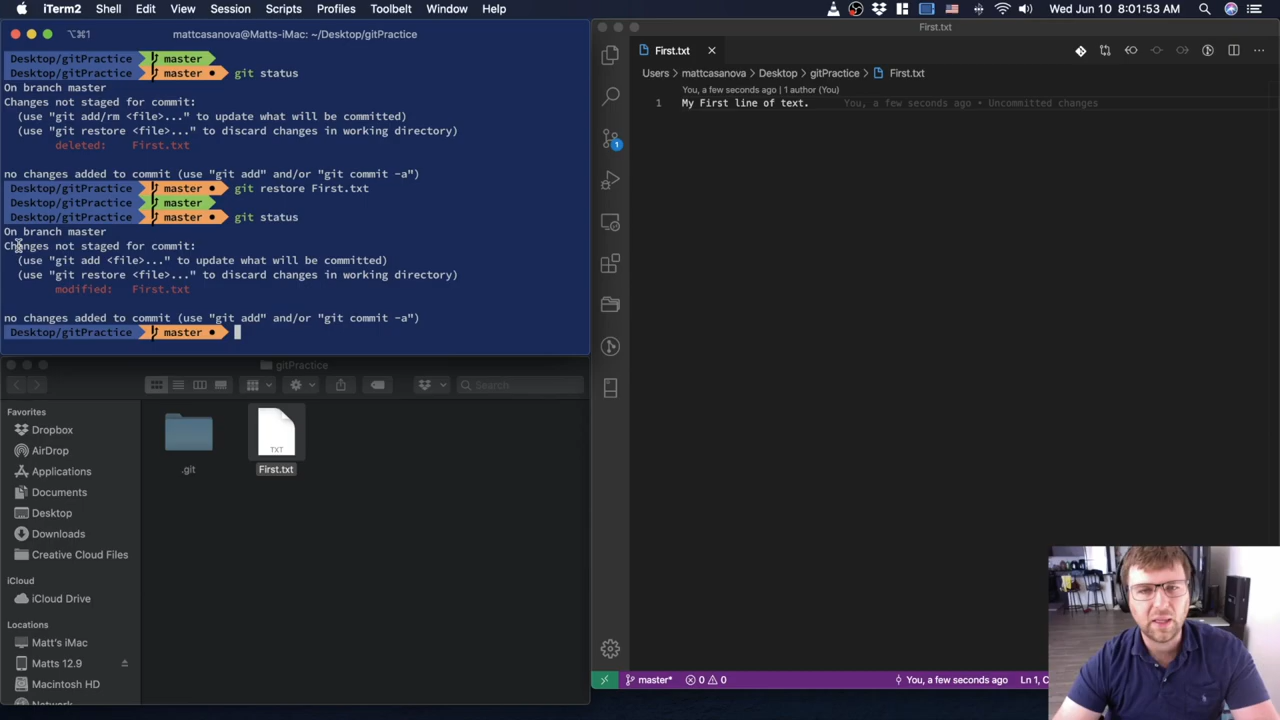 iTerm2 Shell Edit View Session Scripts Profiles Toolbelt Window Help Wed Jun 10 8:01:53 AM
⌥⌘1 mattcasanova@Matts-iMac: ~/Desktop/gitPractice
Desktop/gitPractice master
Desktop/gitPractice master ● git status
On branch master
Changes not staged for commit:
(use "git add/rm <file>..." to update what will be committed)
(use "git restore <file>..." to discard changes in working directory)
deleted: First.txt
no changes added to commit (use "git add" and/or "git commit -a")
Desktop/gitPractice master ● git restore First.txt
Desktop/gitPractice master
Desktop/gitPractice master ● git status
On branch master
Changes not staged for commit:
(use "git add <file>..." to update what will be committed)
(use "git restore <file>..." to discard changes in working directory)
modified: First.txt
no changes added to commit (use "git add" and/or "git commit -a")
Desktop/gitPractice master ●
gitPractice
Search
Favorites
Dropbox
AirDrop
Applications
Documents
Desktop
Downloads
Creative Cloud Files
iCloud
iCloud Drive
Locations
Matt's iMac
Matts 12.9
Macintosh HD
Network
.git
TXT
First.txt
First.txt
First.txt
Users > mattcasanova > Desktop > gitPractice > First.txt
You, a few seconds ago | 1 author (You)
1 My First line of text. You, a few seconds ago • Uncommitted changes
1
master* 0 0 You, a few seconds ago Ln 1, C